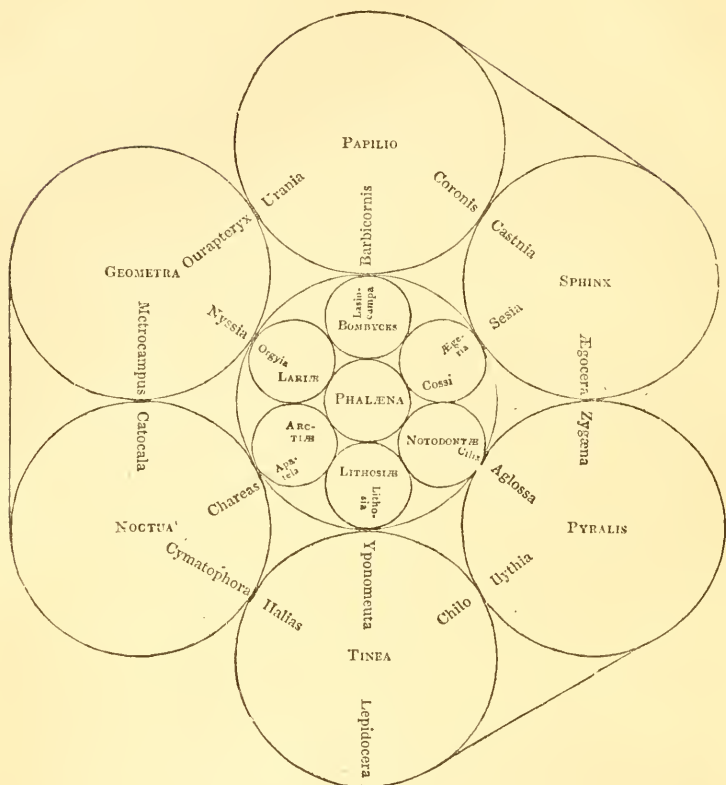 PAPILIO
Urania
Barbicornis
Coronis
Ourapteryx
Castnia
GEOMETRA
SPHINX
Metrocampus
Nyssia
Sesia
Ægocera
Lasio-
campa
BOMBYCES
Orgyia
LARIÆ
Æge-
ria
COSSI
PHALÆNA
ARC-
TIÆ
Apa-
tela
NOTODONTÆ
Cilix
LITHOSIÆ
Litho-
sia
Catocala
Zygæna
Chareas
Aglossa
NOCTUA
PYRALIS
Cymatophora
Halias
Yponomeuta
Chilo
Ilythia
TINEA
Lepidocera